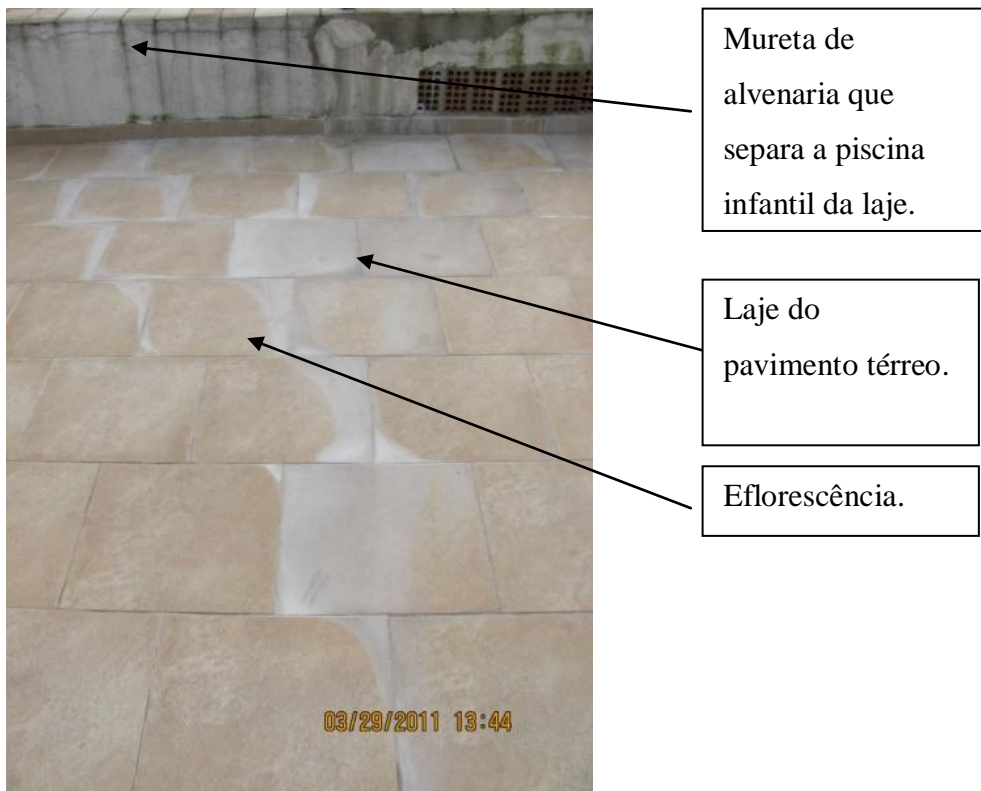 Mureta de
alvenaria que
separa a piscina
infantil da laje.
Laje do
pavimento térreo.
Eflorescência.
03/29/2011 13:44